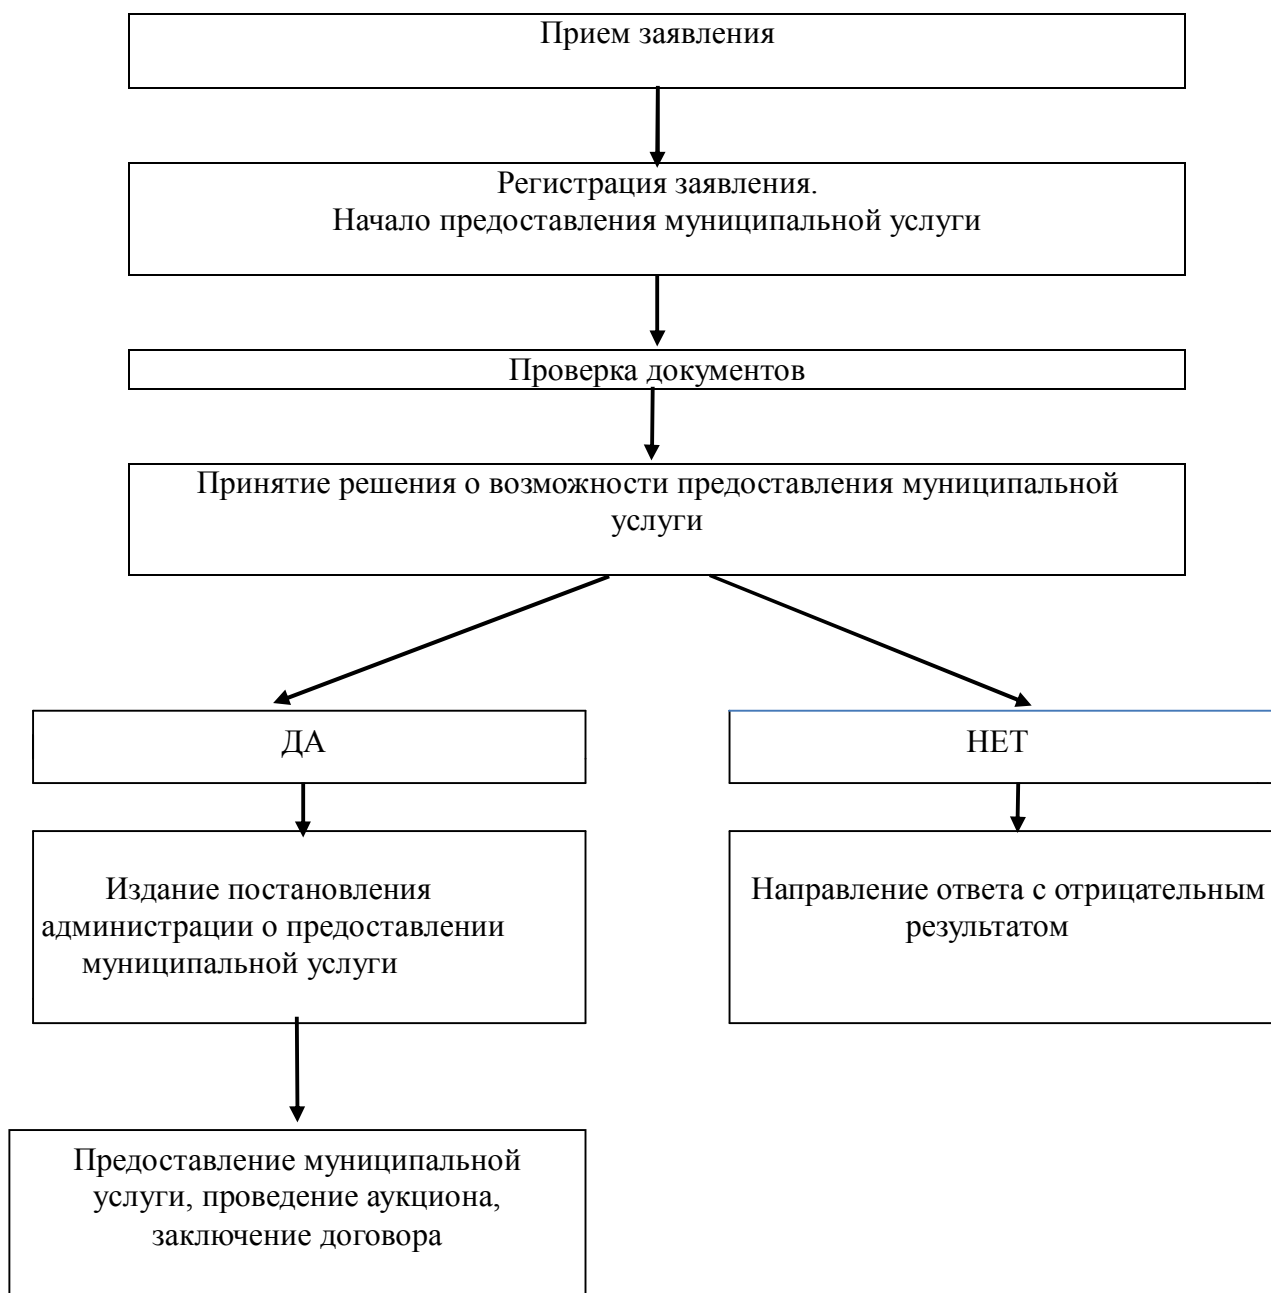 Прием заявления
Регистрация заявления.
Начало предоставления муниципальной услуги
Проверка документов
Принятие решения о возможности предоставления муниципальной
услуги
ДА
НЕТ
Издание постановления
администрации о предоставлении
муниципальной услуги
Направление ответа с отрицательным
результатом
Предоставление муниципальной
услуги, проведение аукциона,
заключение договора